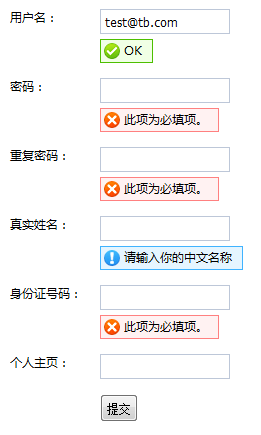 用户名：
test@tb.com
OK
密码：
此项为必填项。
重复密码：
此项为必填项。
真实姓名：
请输入你的中文名称
身份证号码：
此项为必填项。
个人主页：
提交